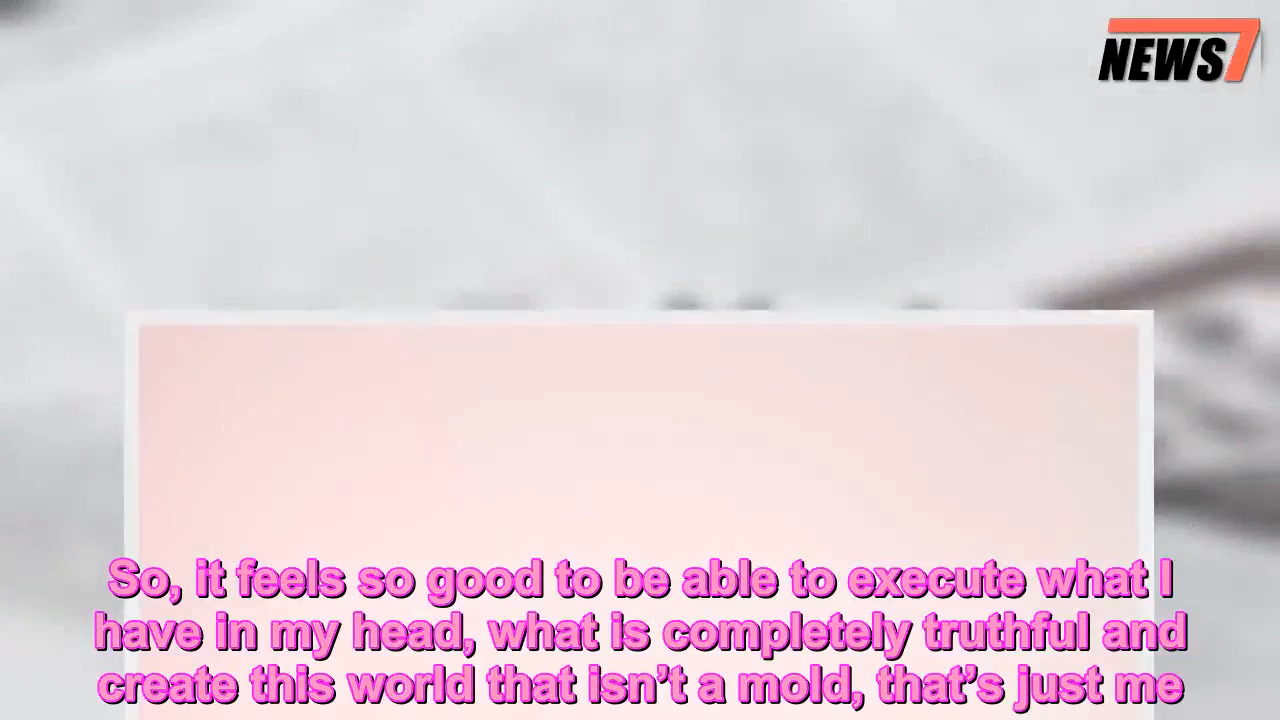 NEWS7
So, it feels so good to be able to execute what I
have in my head, what is completely truthful and
create this world that isn’t a mold, that’s just me